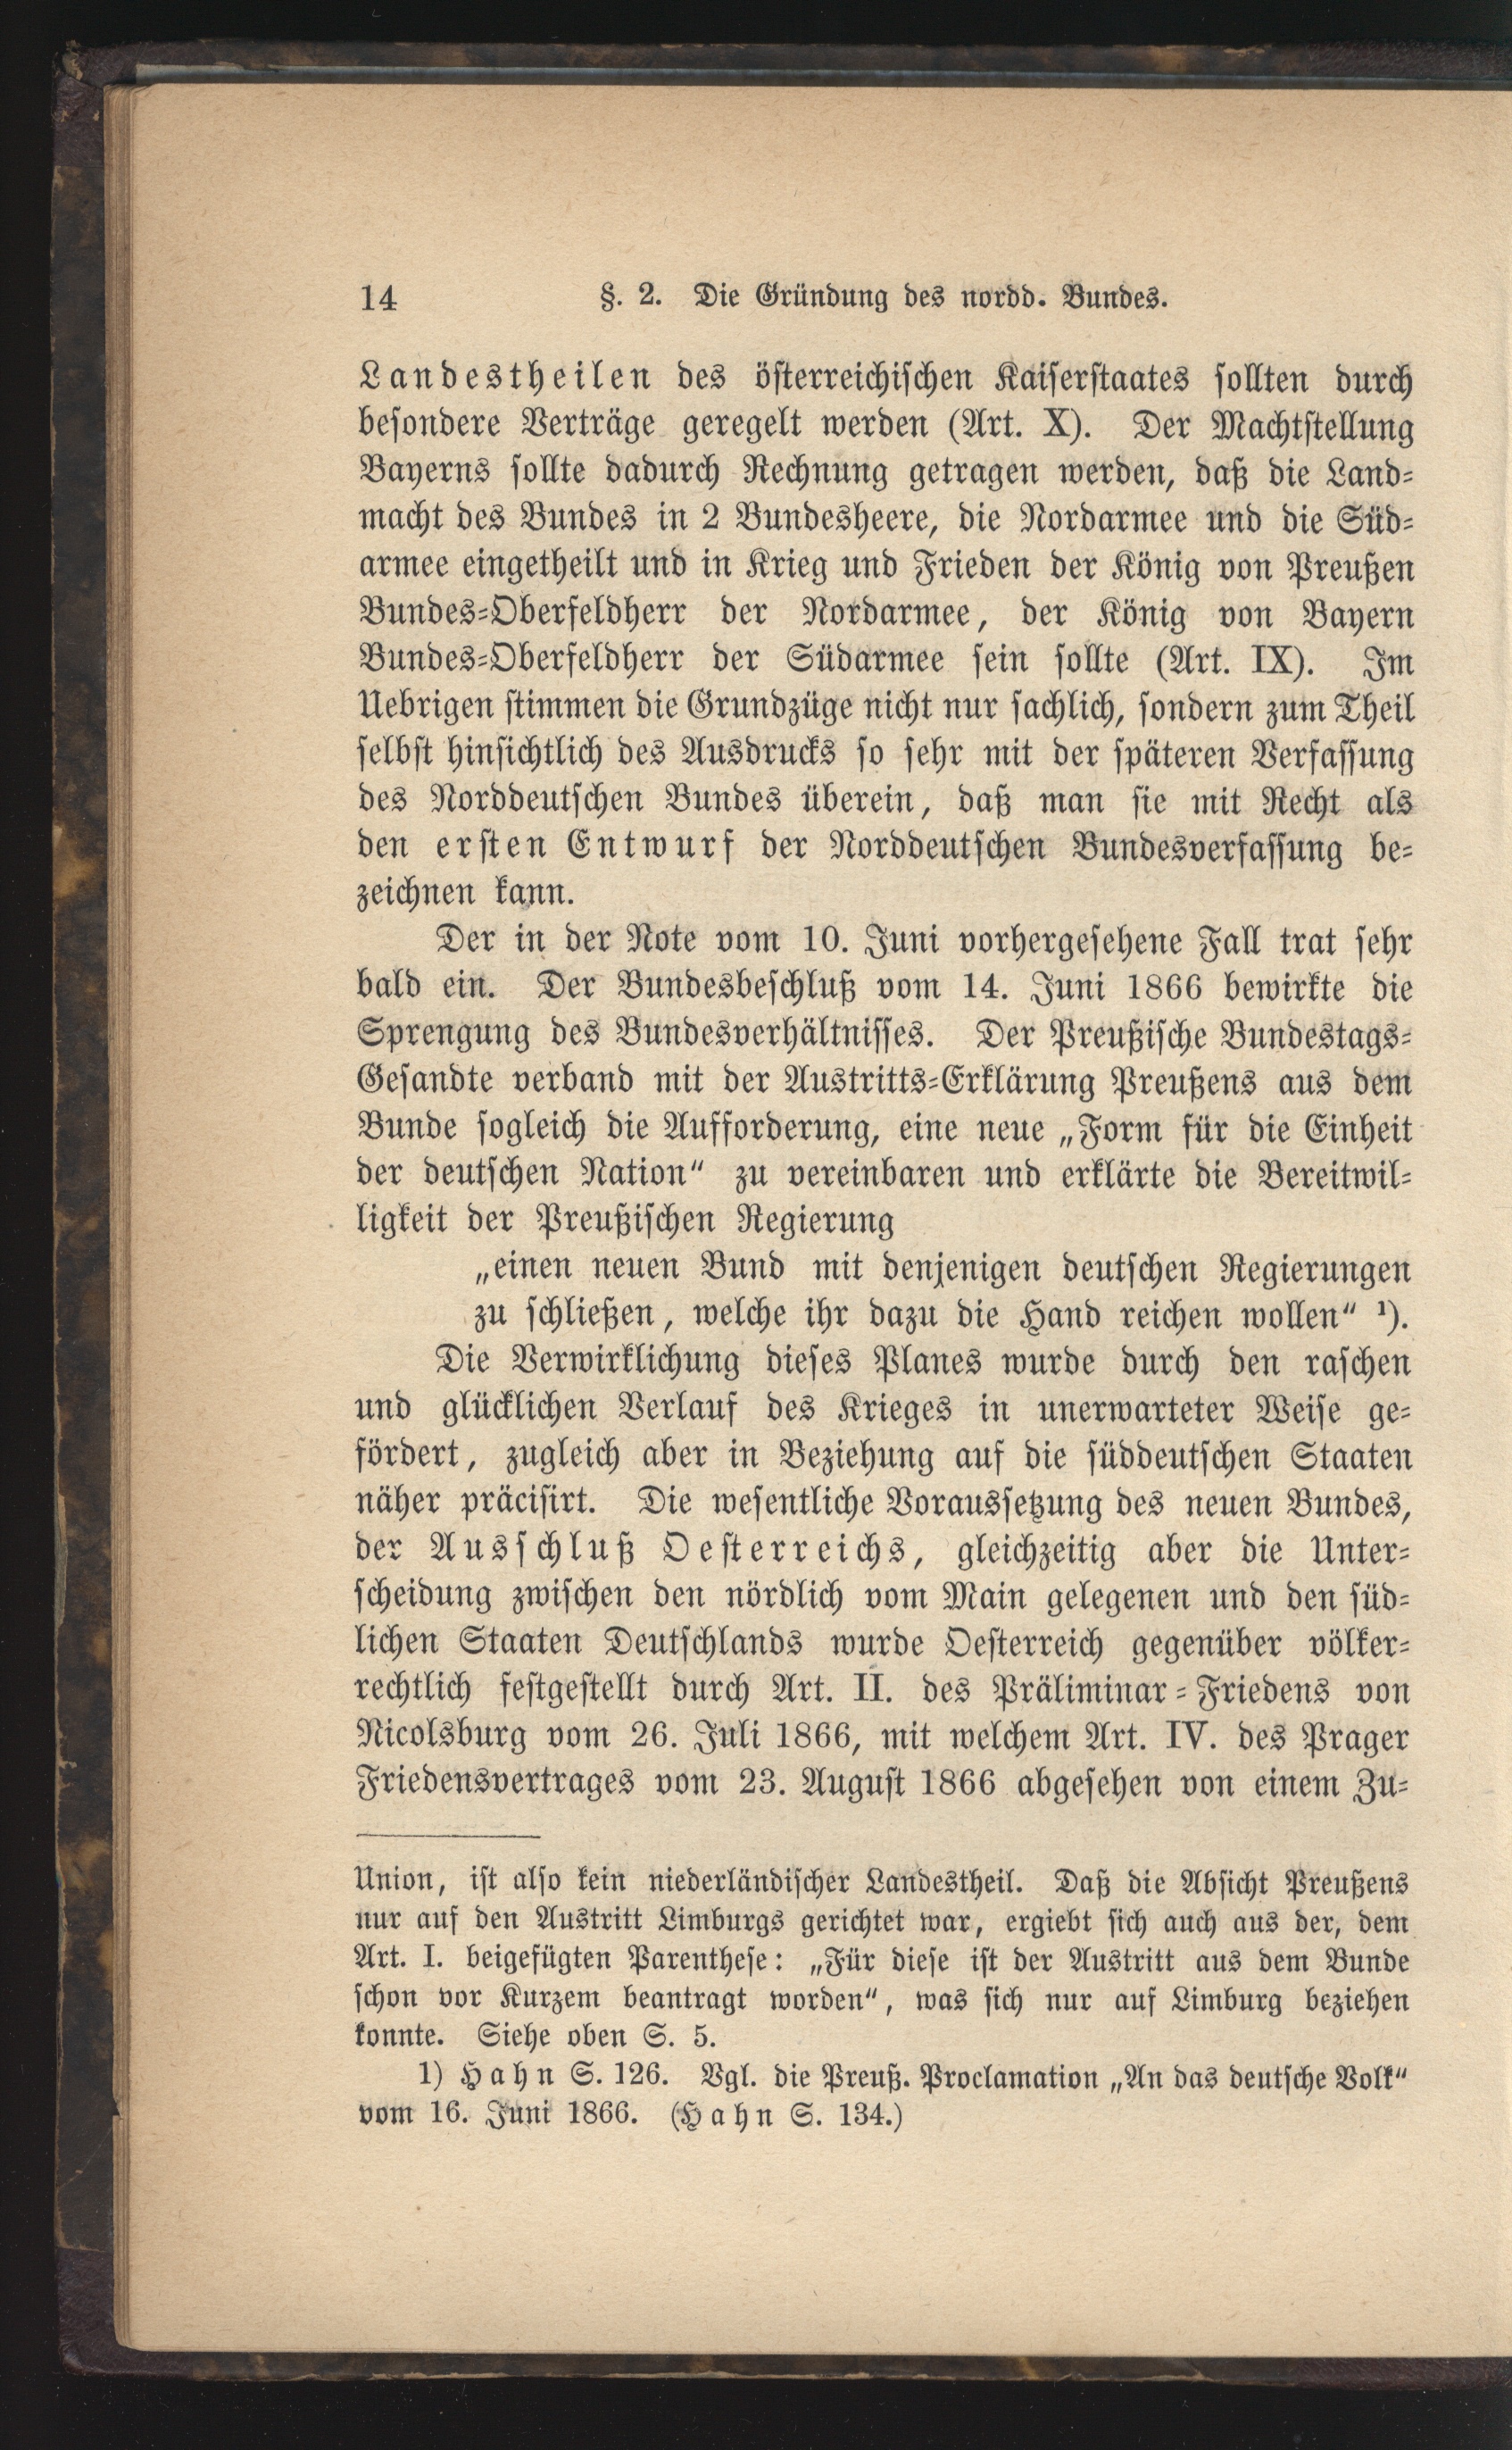 14 §. 2. Die Gründung des nordd. Bundes.
Landestheilen des österreichischen Kaiserstaates sollten durch
besondere Verträge geregelt werden (Art. X). Der Machtstellung
Bayerns sollte dadurch Rechnung getragen werden, daß die Land-
macht des Bundes in 2 Bundesheere, die Nordarmee und die Süd-
armee eingetheilt und in Krieg und Frieden der König von Preußen
Bundes-Oberfeldherr der Nordarmee, der König von Bayern
Bundes-Oberfeldherr der Südarmee sein sollte (Art. IX). Im
Uebrigen stimmen die Grundzüge nicht nur sachlich, sondern zum Theil
selbst hinsichtlich des Ausdrucks so sehr mit der späteren Verfassung
des Norddeutschen Bundes überein, daß man sie mit Recht als
den ersten Entwurf der Norddeutschen Bundesverfassung be-
zeichnen kann.
Der in der Note vom 10. Juni vorhergesehene Fall trat sehr
bald ein. Der Bundesbeschluß vom 14. Juni 1866 bewirkte die
Sprengung des Bundesverhältnisses. Der Preußische Bundestags-
Gesandte verband mit der Austritts-Erklärung Preußens aus dem
Bunde sogleich die Aufforderung, eine neue „Form für die Einheit
der deutschen Nation“ zu vereinbaren und erklärte die Bereitwil-
ligkeit der Preußischen Regierung
„einen neuen Bund mit denjenigen deutschen Regierungen
zu schließen, welche ihr dazu die Hand reichen wollen“ ¹).
Die Verwirklichung dieses Planes wurde durch den raschen
und glücklichen Verlauf des Krieges in unerwarteter Weise ge-
fördert, zugleich aber in Beziehung auf die süddeutschen Staaten
näher präcisirt. Die wesentliche Voraussetzung des neuen Bundes,
der Ausschluß Oesterreichs, gleichzeitig aber die Unter-
scheidung zwischen den nördlich vom Main gelegenen und den süd-
lichen Staaten Deutschlands wurde Oesterreich gegenüber völker-
rechtlich festgestellt durch Art. II. des Präliminar-Friedens von
Nicolsburg vom 26. Juli 1866, mit welchem Art. IV. des Prager
Friedensvertrages vom 23. August 1866 abgesehen von einem Zu-
Union, ist also kein niederländischer Landestheil. Daß die Absicht Preußens
nur auf den Austritt Limburgs gerichtet war, ergiebt sich auch aus der, dem
Art. I. beigefügten Parenthese: „Für diese ist der Austritt aus dem Bunde
schon vor Kurzem beantragt worden“, was sich nur auf Limburg beziehen
konnte. Siehe oben S. 5.
1) Hahn S. 126. Vgl. die Preuß. Proclamation „An das deutsche Volk“
vom 16. Juni 1866. (Hahn S. 134.)